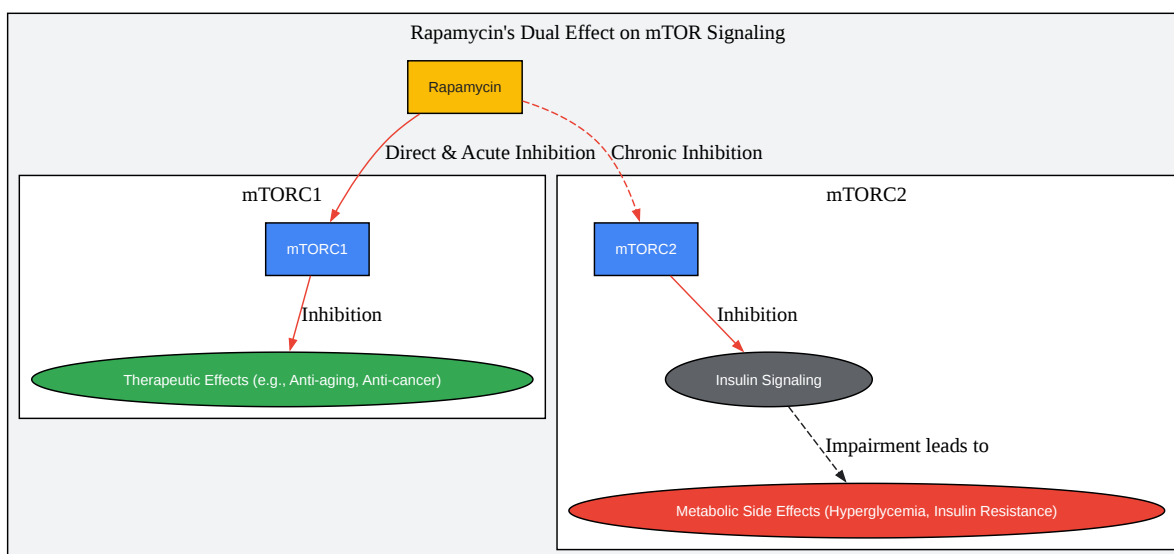 Rapamycin's Dual Effect on mTOR Signaling
Rapamycin
Direct & Acute Inhibition
Chronic Inhibition
mTORC1
mTORC1
Inhibition
Therapeutic Effects (e.g., Anti-aging, Anti-cancer)
mTORC2
mTORC2
Inhibition
Insulin Signaling
Impairment leads to
Metabolic Side Effects (Hyperglycemia, Insulin Resistance)